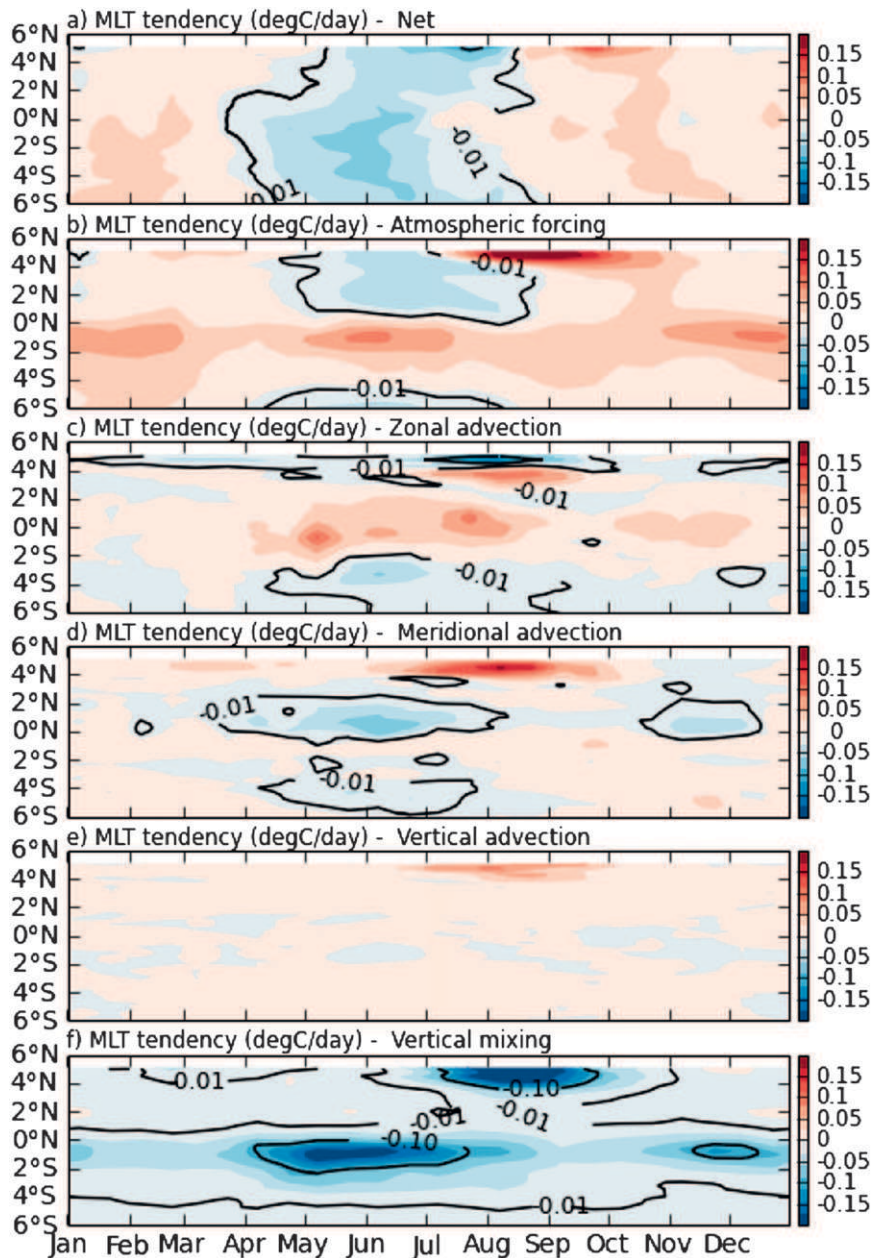 a) MLT tendency (degC/day) - Net
6°N
4°N
2°N
0°N
2°S
4°S
6°S
-0.01
0.01
0.15
0.1
0.05
0
-0.05
-0.1
-0.15
b) MLT tendency (degC/day) - Atmospheric forcing
6°N
4°N
2°N
0°N
2°S
4°S
6°S
-0.01
-0.01
0.15
0.1
0.05
0
-0.05
-0.1
-0.15
c) MLT tendency (degC/day) - Zonal advection
6°N
4°N
2°N
0°N
2°S
4°S
6°S
-0.01
-0.01
-0.01
0.15
0.1
0.05
0
-0.05
-0.1
-0.15
d) MLT tendency (degC/day) - Meridional advection
6°N
4°N
2°N
0°N
2°S
4°S
6°S
-0.01
-0.01
0.15
0.1
0.05
0
-0.05
-0.1
-0.15
e) MLT tendency (degC/day) - Vertical advection
6°N
4°N
2°N
0°N
2°S
4°S
6°S
0.15
0.1
0.05
0
-0.05
-0.1
-0.15
f) MLT tendency (degC/day) - Vertical mixing
6°N
4°N
2°N
0°N
2°S
4°S
6°S
-0.01
-0.10
-0.01
-0.01
-0.10
-0.01
0.15
0.1
0.05
0
-0.05
-0.1
-0.15
Jan Feb Mar Apr May Jun Jul Aug Sep Oct Nov Dec